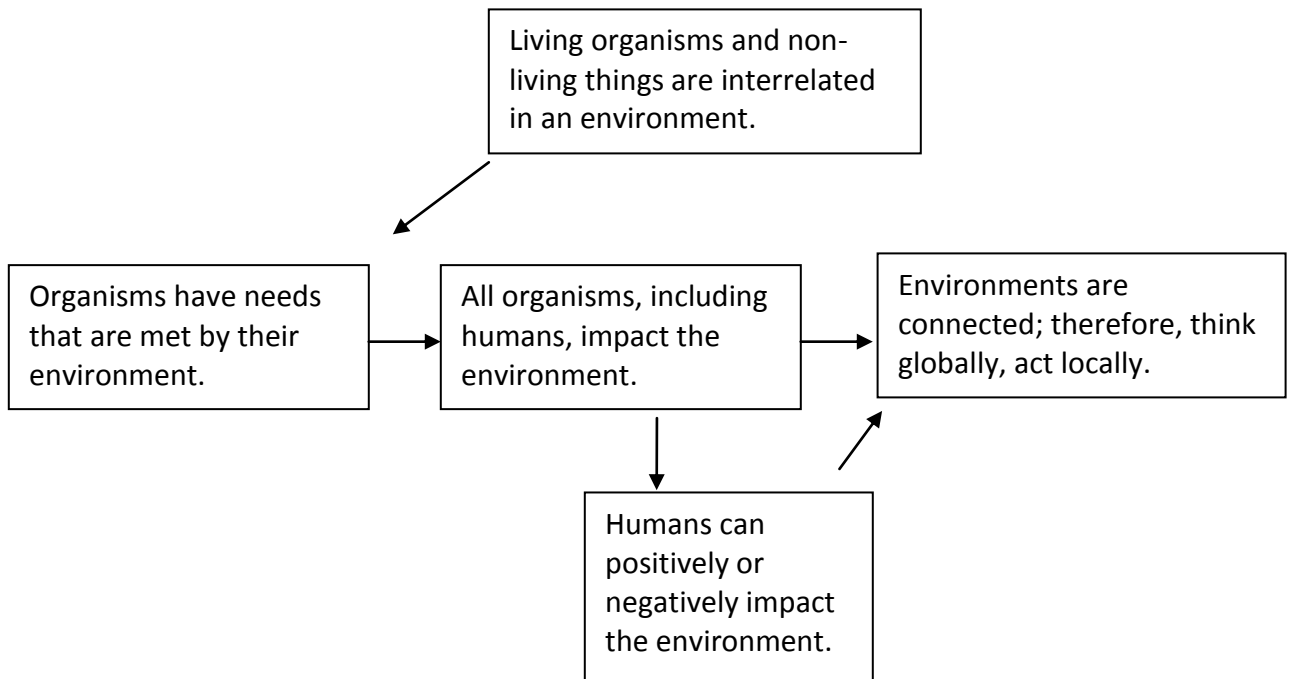 Living organisms and non-
living things are interrelated
in an environment.
Organisms have needs
that are met by their
environment.
All organisms, including
humans, impact the
environment.
Environments are
connected; therefore, think
globally, act locally.
Humans can
positively or
negatively impact
the environment.